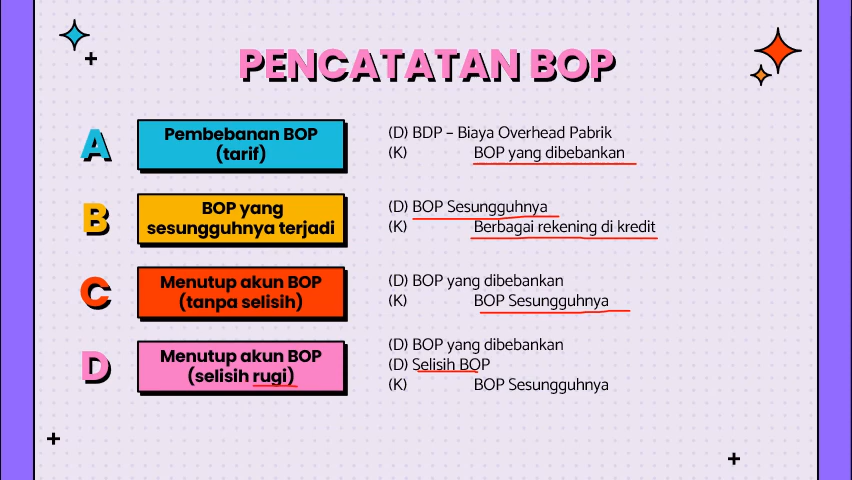 PENCATATAN BOP
A
Pembebanan BOP
(tarif)
(D) BDP – Biaya Overhead Pabrik
(K) BOP yang dibebankan
B
BOP yang
sesungguhnya terjadi
(D) BOP Sesungguhnya
(K) Berbagai rekening di kredit
C
Menutup akun BOP
(tanpa selisih)
(D) BOP yang dibebankan
(K) BOP Sesungguhnya
D
Menutup akun BOP
(selisih rugi)
(D) BOP yang dibebankan
(D) Selisih BOP
(K) BOP Sesungguhnya